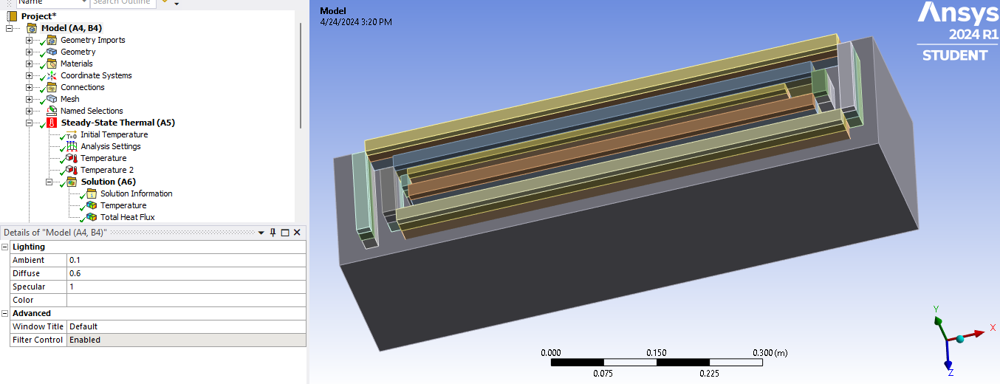 Name
Search Outline
Project*
Model (A4, B4)
Geometry Imports
Geometry
Materials
Coordinate Systems
Connections
Mesh
Named Selections
Steady-State Thermal (A5)
T=0 Initial Temperature
Analysis Settings
Temperature
Temperature 2
Solution (A6)
Solution Information
Temperature
Total Heat Flux
Details of "Model (A4, B4)"
Lighting
Ambient 0.1
Diffuse 0.6
Specular 1
Color
Advanced
Window Title Default
Filter Control Enabled
Model
4/24/2024 3:20 PM
Ansys
2024 R1
STUDENT
0.000 0.150 0.300 (m)
0.075 0.225
Y
X
Z